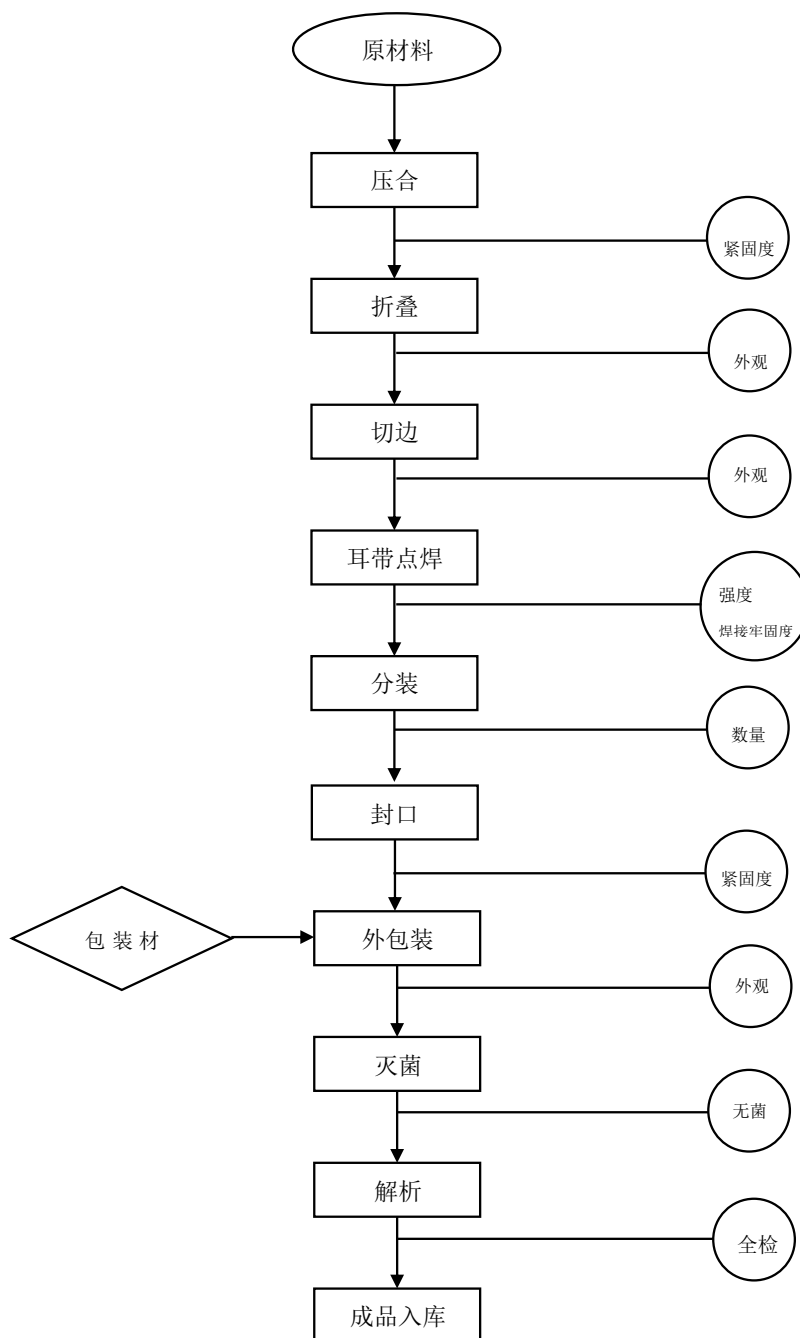 原材料
压合
紧固度
折叠
外观
切边
外观
耳带点焊
强度
焊接牢固度
分装
数量
封口
紧固度
包装材
外包装
外观
灭菌
无菌
解析
全检
成品入库